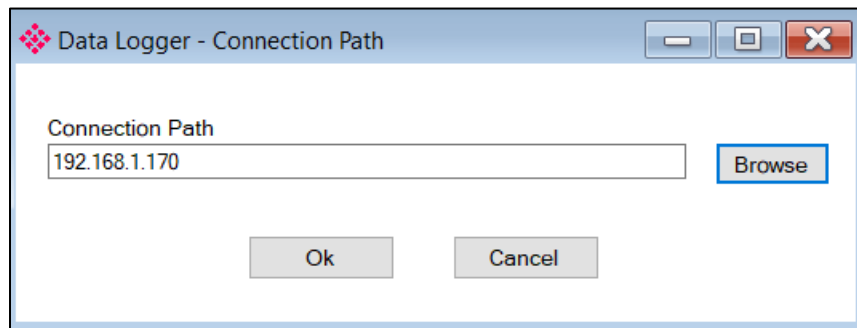 Data Logger - Connection Path
Connection Path
192.168.1.170
Browse
Ok
Cancel